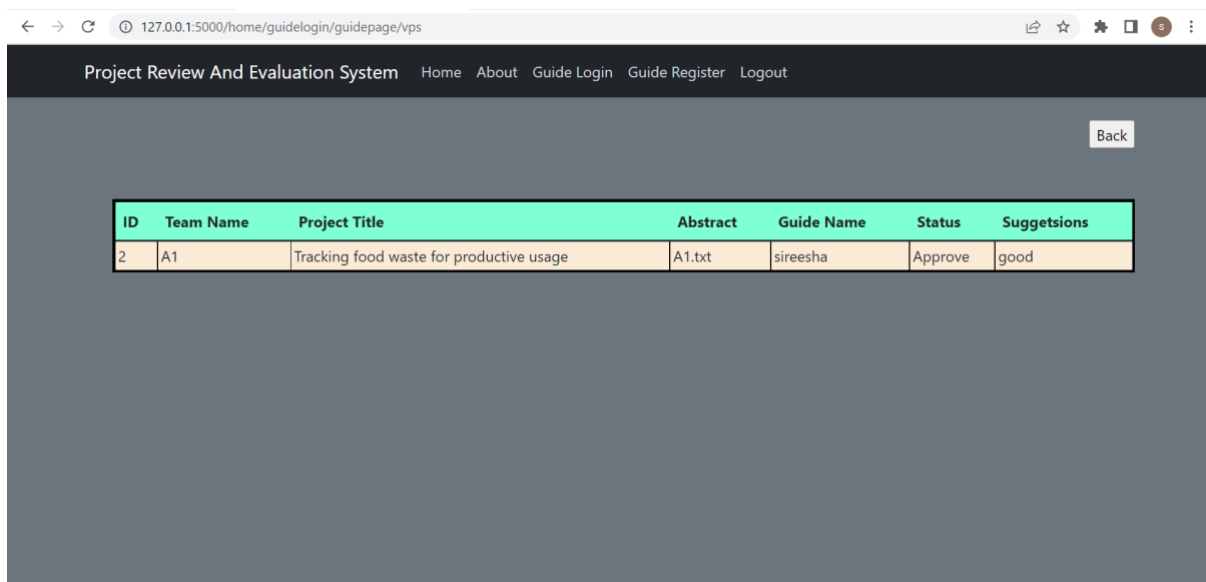 127.0.0.1:5000/home/guidelogin/guidepage/vps
S
Project Review And Evaluation System Home About Guide Login Guide Register Logout
Back
ID Team Name Project Title Abstract Guide Name Status Suggetsions
2 A1 Tracking food waste for productive usage A1.txt sireesha Approve good